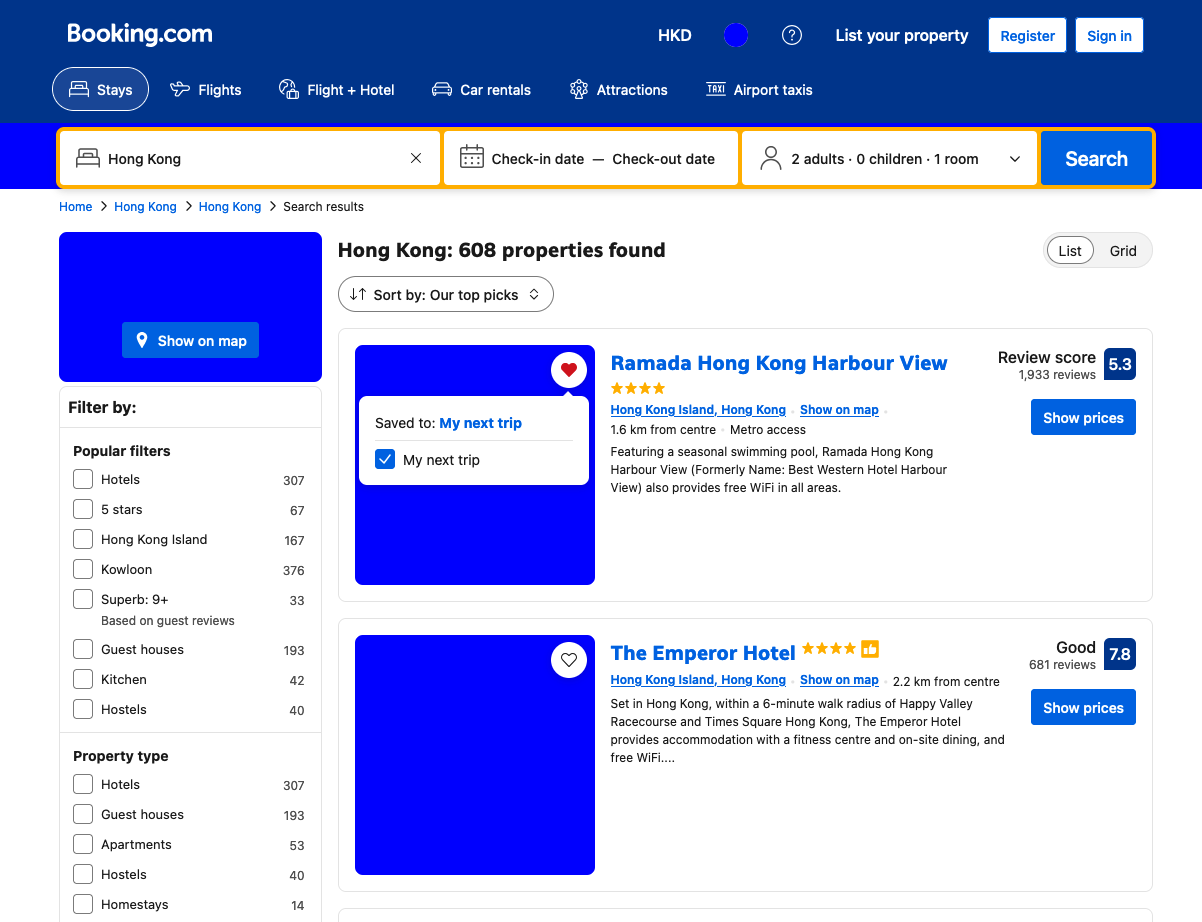 Booking.com
HKD
List your property
Register
Sign in
Stays
Flights
Flight + Hotel
Car rentals
Attractions
TAXI
Airport taxis
Hong Kong
Check-in date — Check-out date
2 adults · 0 children · 1 room
Search
Home
Hong Kong
Hong Kong
Search results
Show on map
Filter by:
Popular filters
Hotels 307
5 stars 67
Hong Kong Island 167
Kowloon 376
Superb: 9+ 33
Based on guest reviews
Guest houses 193
Kitchen 42
Hostels 40
Property type
Hotels 307
Guest houses 193
Apartments 53
Hostels 40
Homestays 14
Hong Kong: 608 properties found
List
Grid
Sort by: Our top picks
Saved to: My next trip
My next trip
Ramada Hong Kong Harbour View
Hong Kong Island, Hong Kong · Show on map ·
1.6 km from centre · Metro access
Featuring a seasonal swimming pool, Ramada Hong Kong
Harbour View (Formerly Name: Best Western Hotel Harbour
View) also provides free WiFi in all areas.
Review score
1,933 reviews
5.3
Show prices
The Emperor Hotel
Hong Kong Island, Hong Kong · Show on map · 2.2 km from centre
Set in Hong Kong, within a 6-minute walk radius of Happy Valley
Racecourse and Times Square Hong Kong, The Emperor Hotel
provides accommodation with a fitness centre and on-site dining, and
free WiFi....
Good
681 reviews
7.8
Show prices